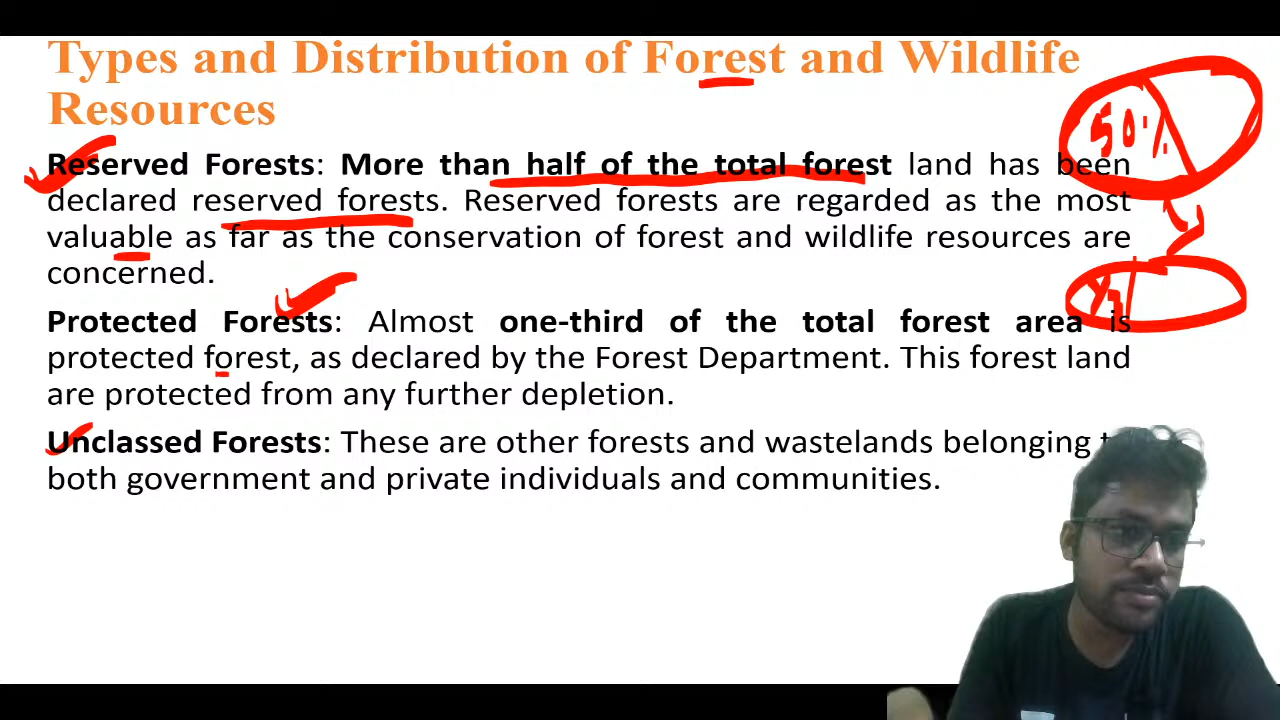 Types and Distribution of Forest and Wildlife
Resources
50%
Reserved Forests: More than half of the total forest land has been
declared reserved forests. Reserved forests are regarded as the most
valuable as far as the conservation of forest and wildlife resources are
concerned.
Protected Forests: Almost one-third of the total forest area is
protected forest, as declared by the Forest Department. This forest land
are protected from any further depletion.
Unclassed Forests: These are other forests and wastelands belonging
both government and private individuals and communities.